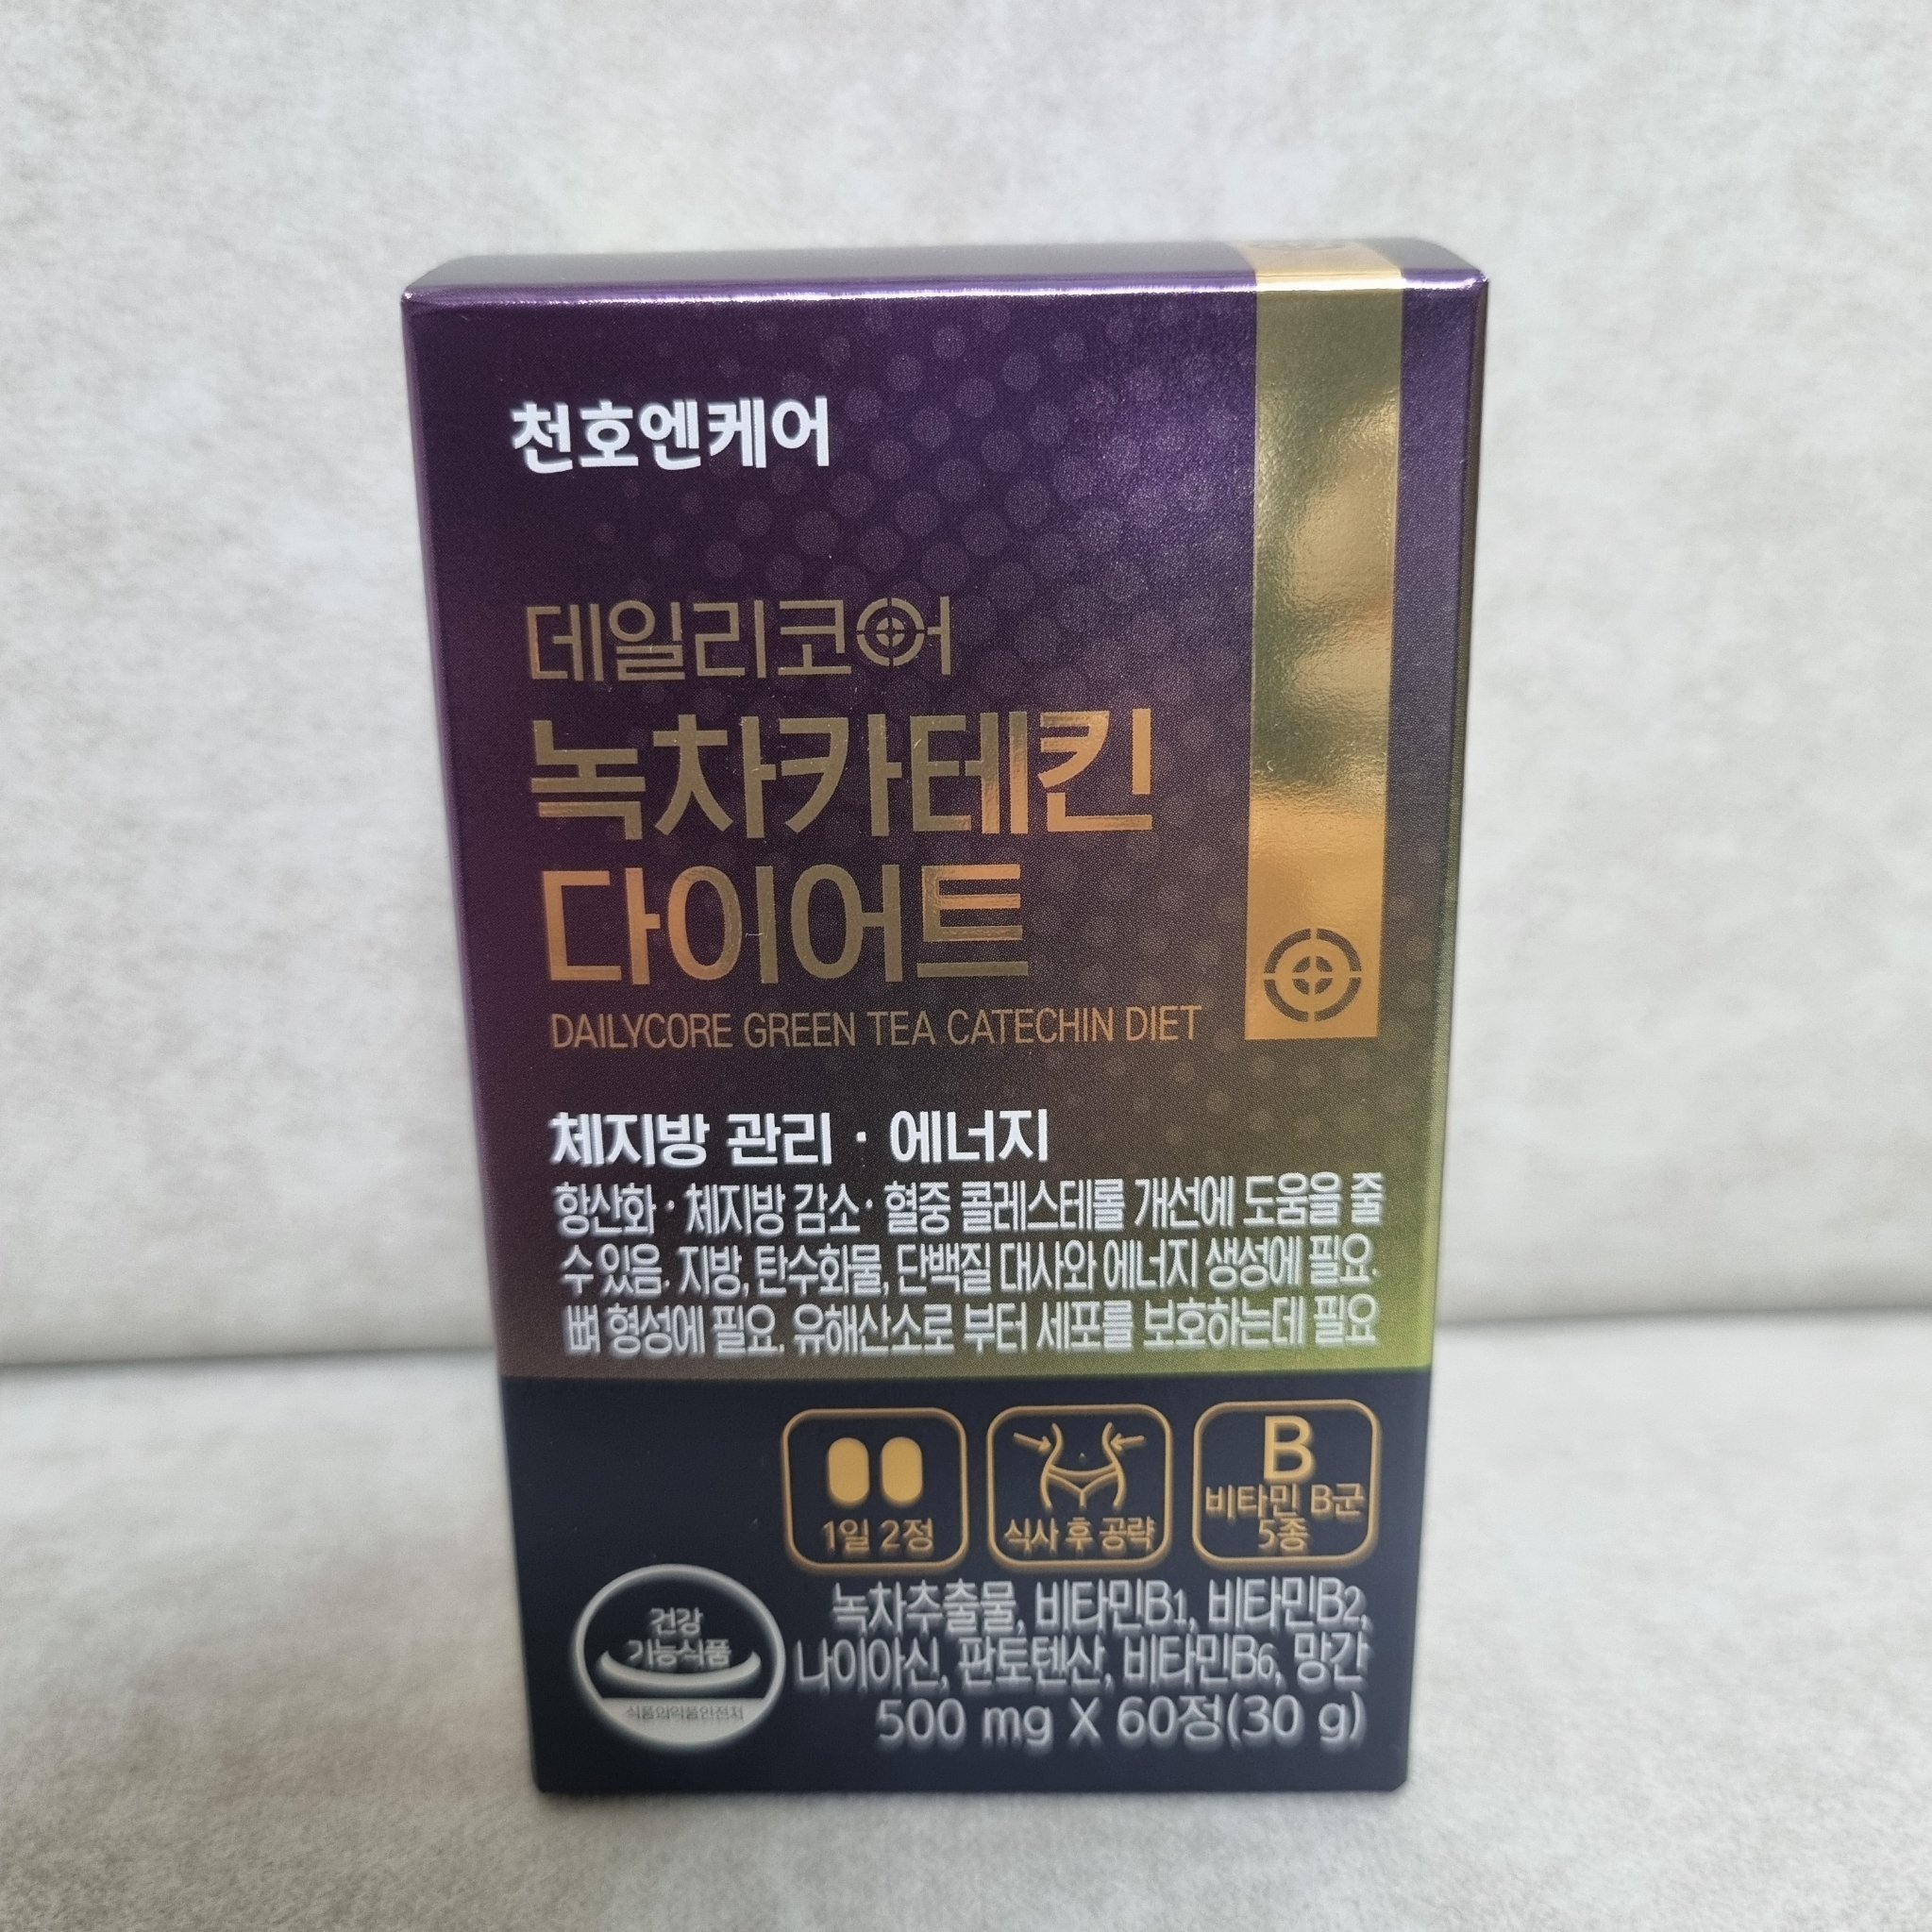 천호엔케어
데일리코어
녹차카테킨
다이어트
DAILYCORE GREEN TEA CATECHIN DIET
체지방 관리 · 에너지
항산화 · 체지방 감소 · 혈중 콜레스테롤 개선에 도움을 줄
수 있음. 지방, 탄수화물, 단백질 대사와 에너지 생성에 필요.
뼈 형성에 필요. 유해산소로 부터 세포를 보호하는데 필요
1일 2정
식사 후 공략
B
비타민 B군
5종
건강
기능식품
식품의약품안전처
녹차추출물, 비타민B1, 비타민B2,
나이아신, 판토텐산, 비타민B6, 망간
500 mg X 60정(30 g)